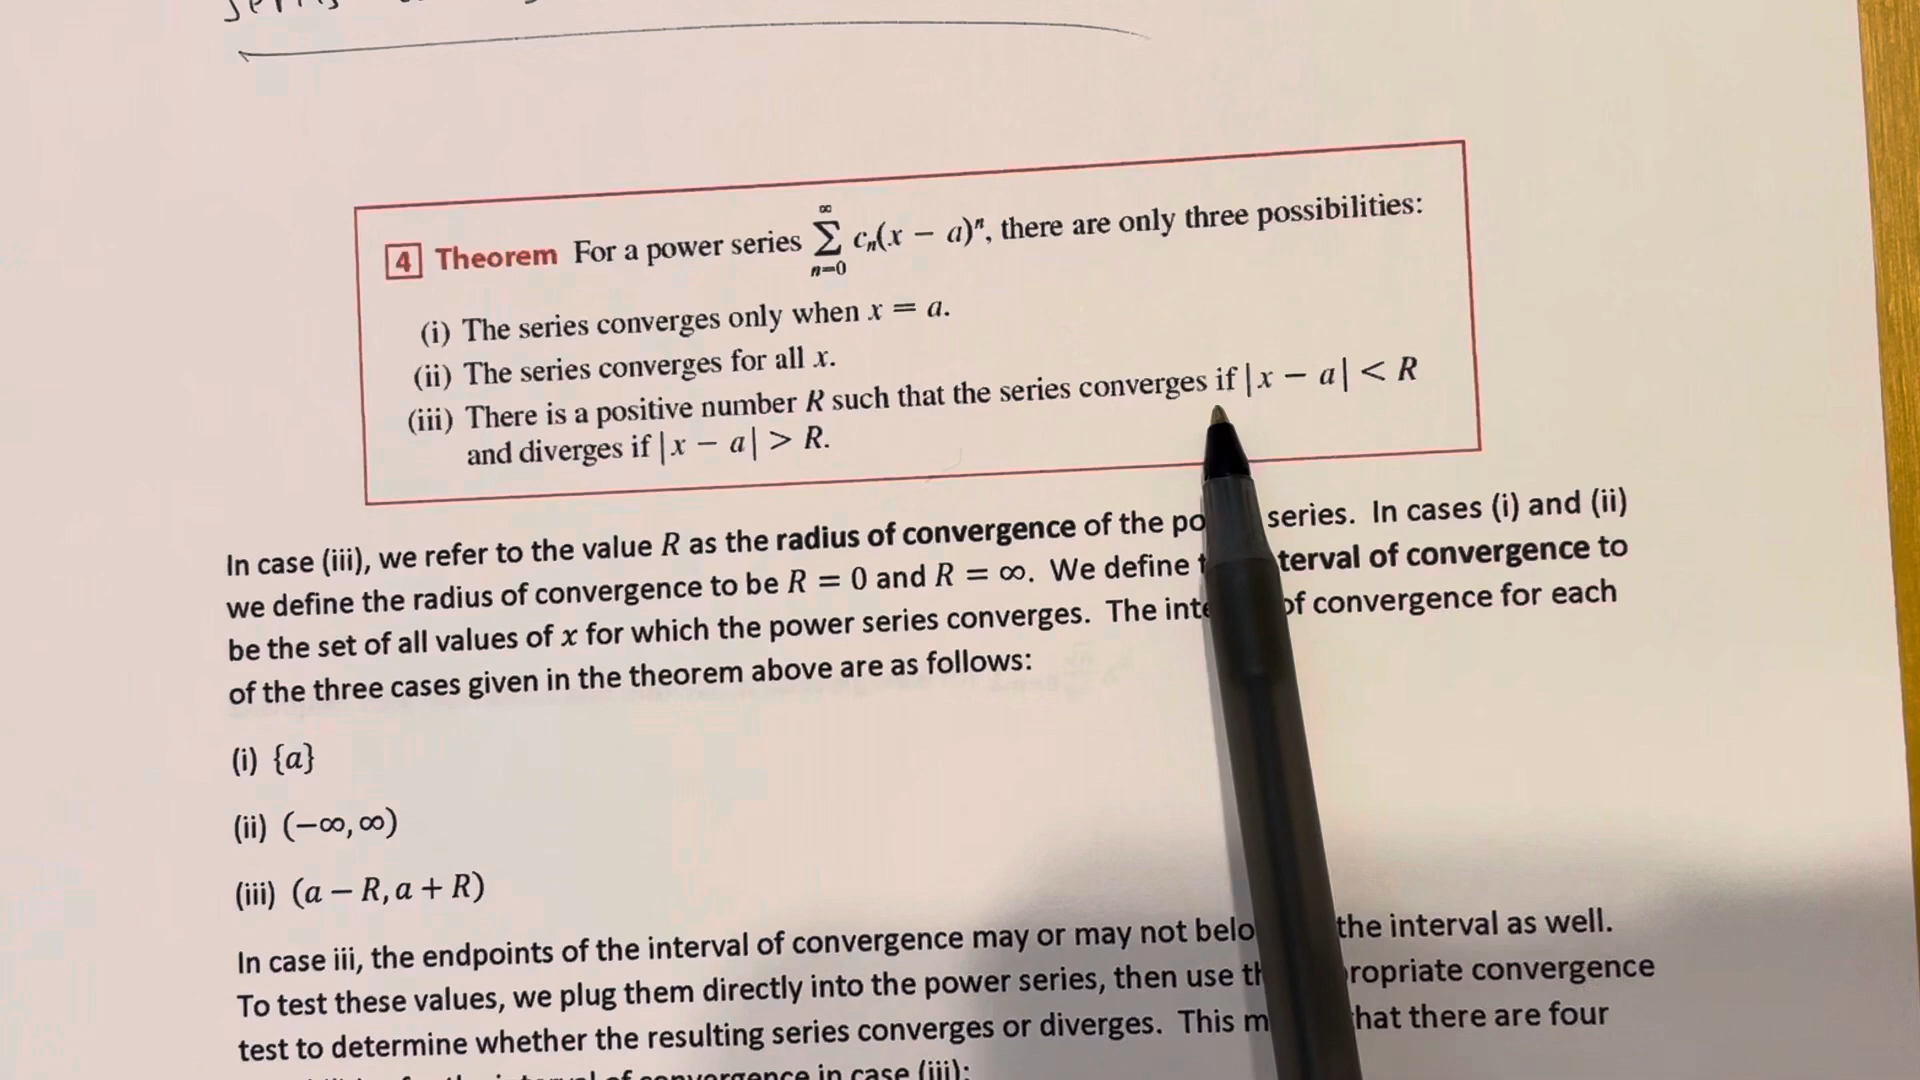 4 Theorem For a power series ∞ ∑ n=0 cₙ(x − a)ⁿ, there are only three possibilities:
(i) The series converges only when x = a.
(ii) The series converges for all x.
(iii) There is a positive number R such that the series converges if |x − a| < R
and diverges if |x − a| > R.
In case (iii), we refer to the value R as the radius of convergence of the po series. In cases (i) and (ii)
we define the radius of convergence to be R = 0 and R = ∞. We define t terval of convergence to
be the set of all values of x for which the power series converges. The inte of convergence for each
of the three cases given in the theorem above are as follows:
(i) {a}
(ii) (−∞, ∞)
(iii) (a − R, a + R)
In case iii, the endpoints of the interval of convergence may or may not belo the interval as well.
To test these values, we plug them directly into the power series, then use th propriate convergence
test to determine whether the resulting series converges or diverges. This m hat there are four
of convergence in case (iii):